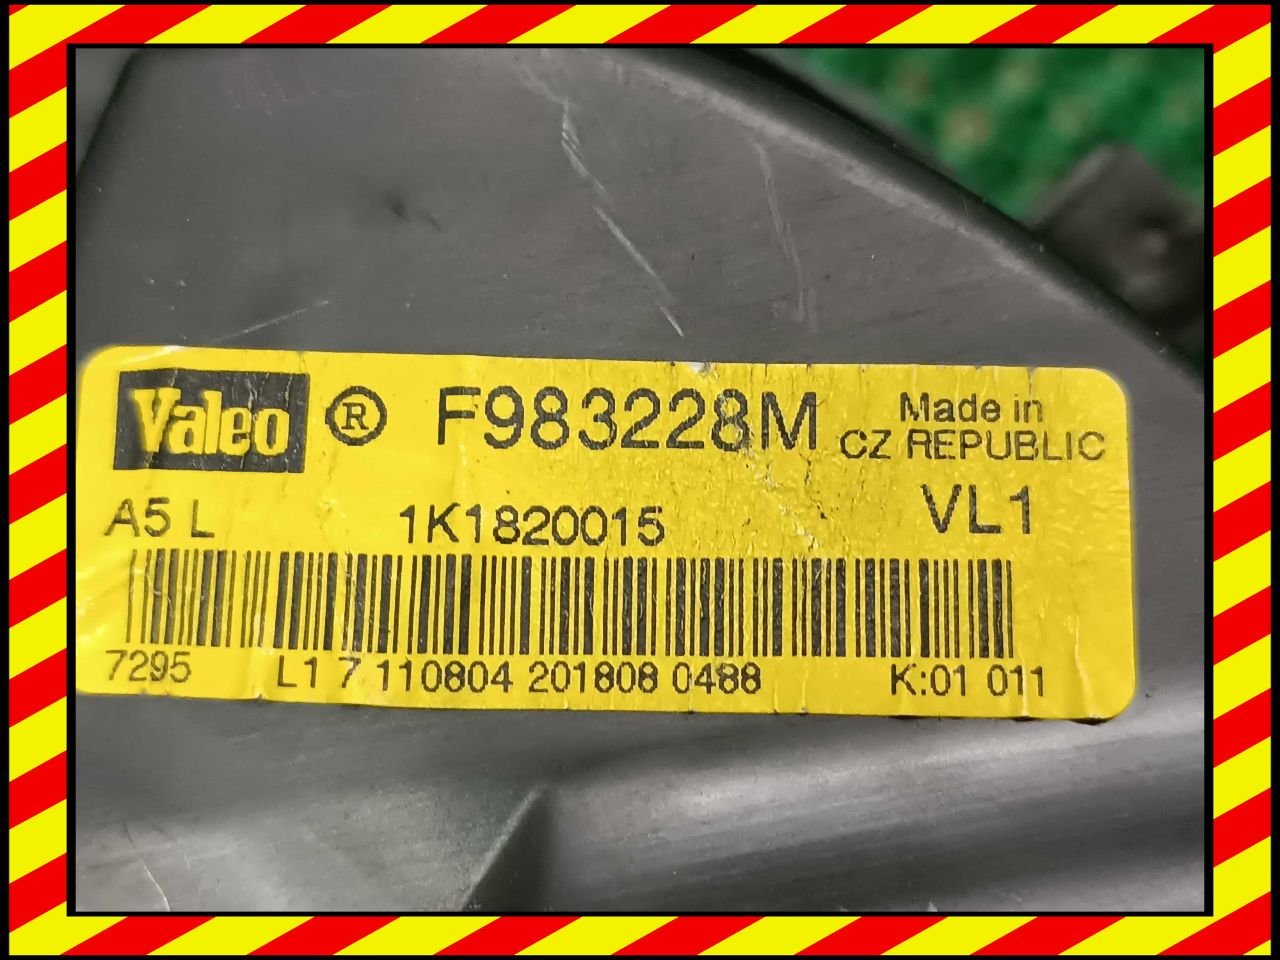 Valeo ® F983228M Made in
CZ REPUBLIC
A5 L 1K1820015 VL1
7295 L1 7 110804 201808 0488 K:01 011